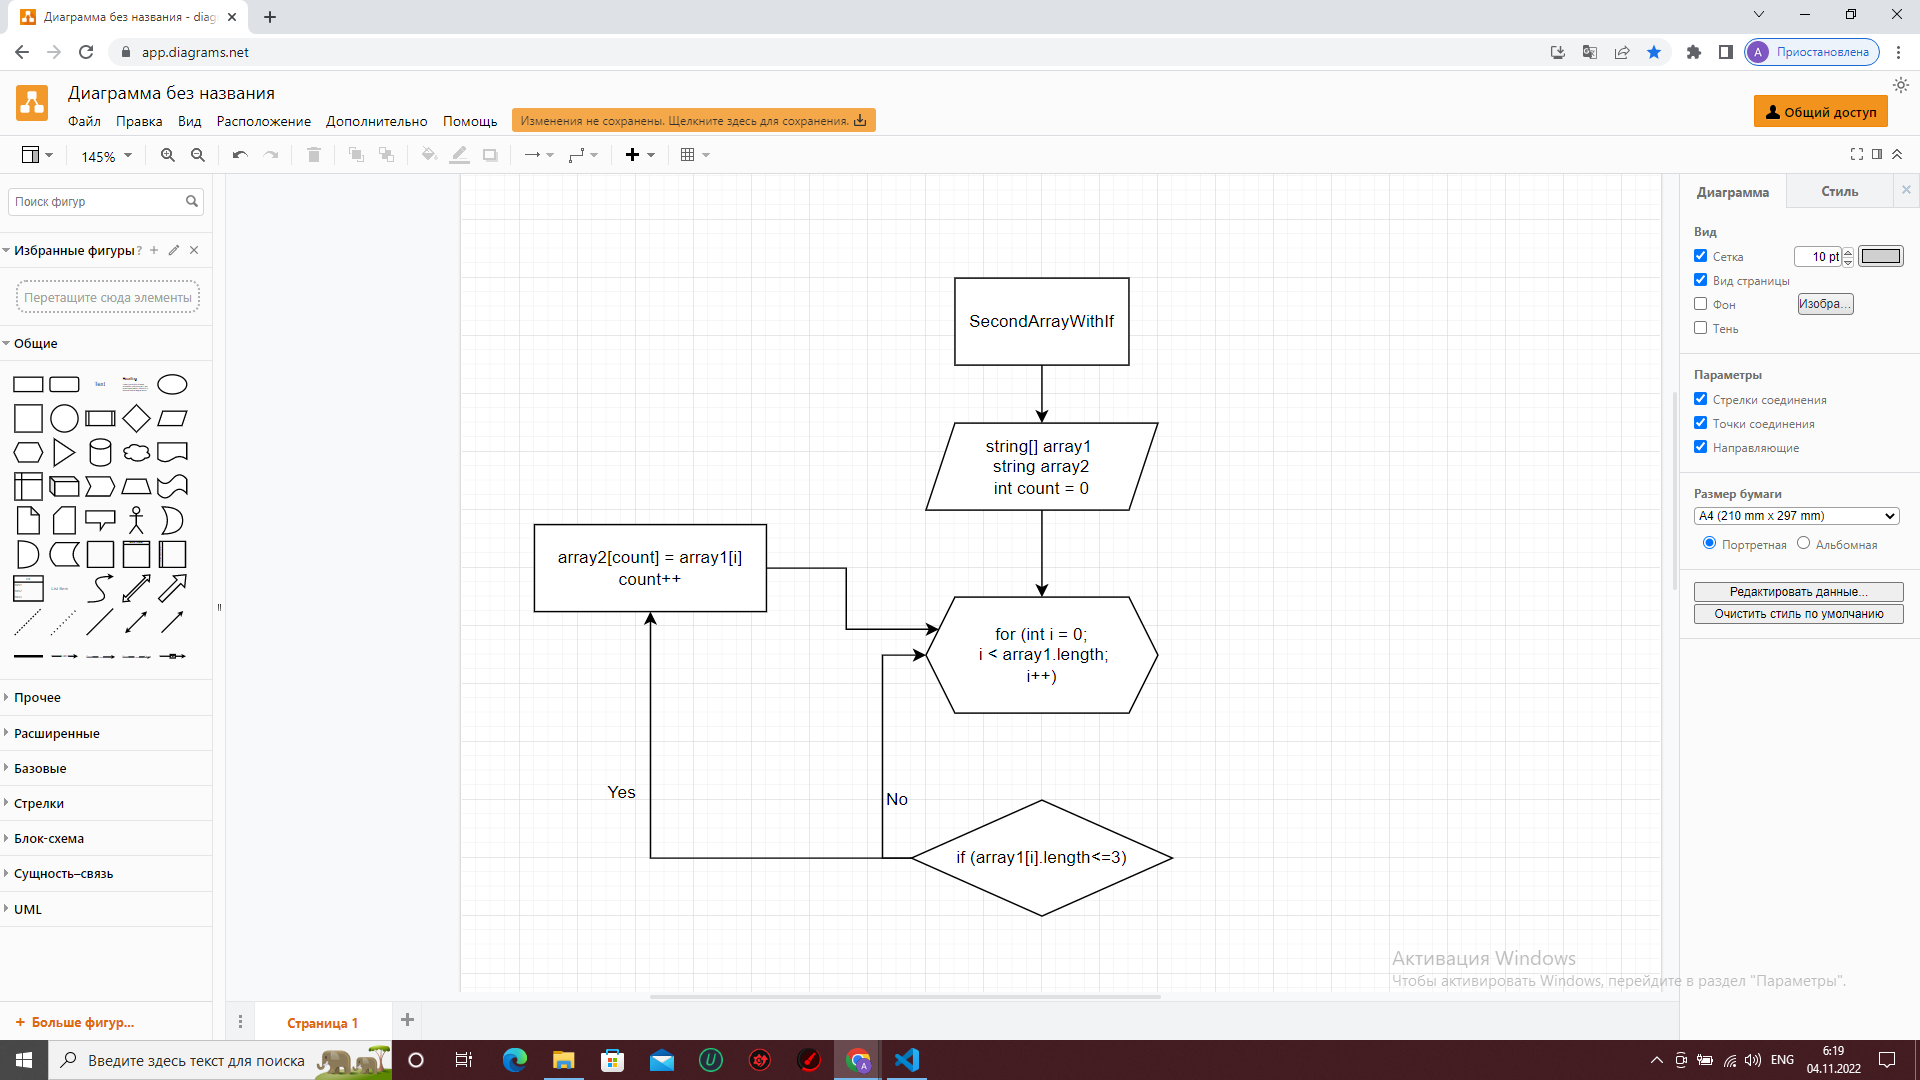 Диаграмма без названия - diag
app.diagrams.net
A
Приостановлена
Диаграмма без названия
Файл
Правка
Вид
Расположение
Дополнительно
Помощь
Изменения не сохранены. Щелкните здесь для сохранения.
Общий доступ
145%
Поиск фигур
Избранные фигуры
?
Перетащите сюда элементы
Общие
Text
Heading
List Item
Прочее
Расширенные
Базовые
Стрелки
Блок-схема
Сущность–связь
UML
+ Больше фигур...
SecondArrayWithIf
string[] array1
string array2
int count = 0
array2[count] = array1[i]
count++
for (int i = 0;
i < array1.length;
i++)
Yes
No
if (array1[i].length<=3)
Страница 1
Диаграмма
Стиль
Вид
Сетка
10 pt
Вид страницы
Фон
Изобра...
Тень
Параметры
Стрелки соединения
Точки соединения
Направляющие
Размер бумаги
A4 (210 mm x 297 mm)
Портретная
Альбомная
Редактировать данные...
Очистить стиль по умолчанию
Активация Windows
Чтобы активировать Windows, перейдите в раздел "Параметры".
Введите здесь текст для поиска
U
A
ENG
6:19
04.11.2022